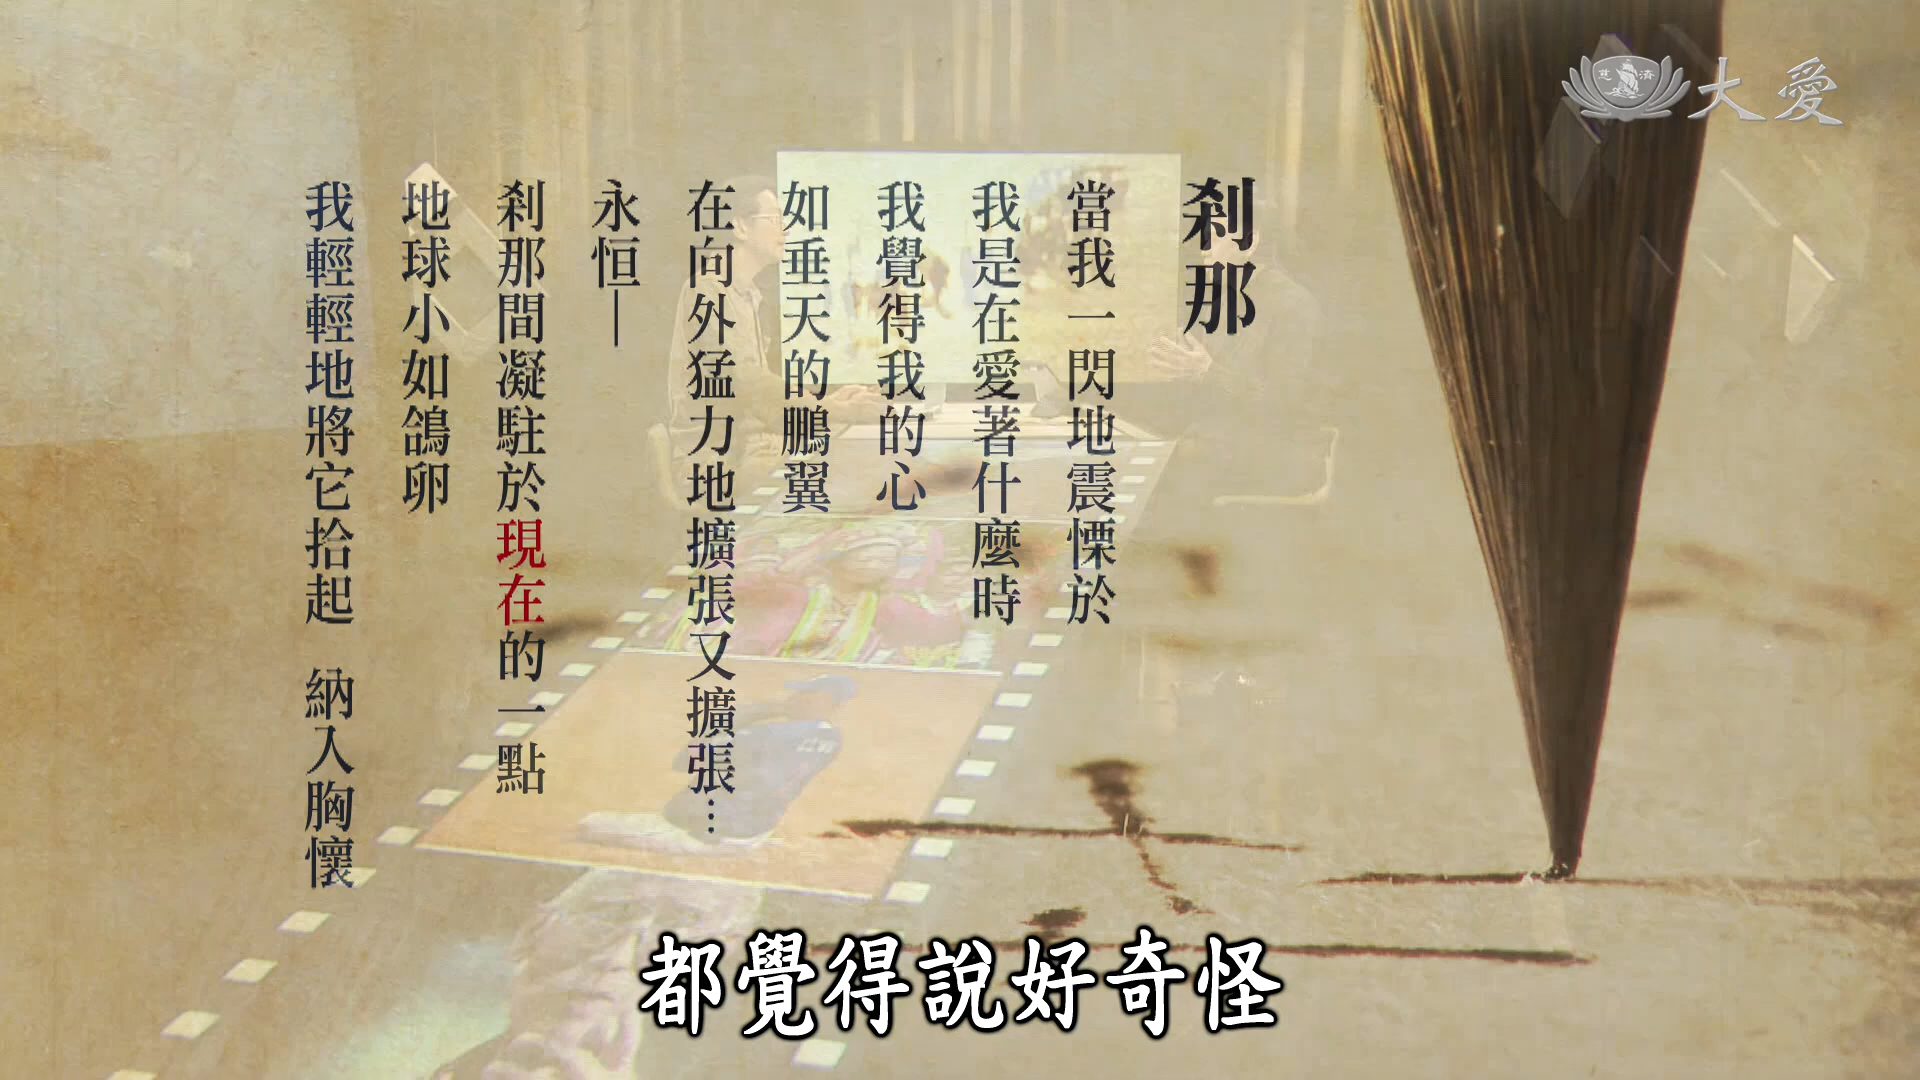 剎那
當我一閃地震慄於
我是在愛著什麼時
我覺得我的心
如垂天的鵬翼
在向外猛力地擴張又擴張…
永恒—
剎那間凝駐於現在的一點
地球小如鴿卵
我輕輕地將它拾起　納入胸懷
慈濟
大愛
都覺得說好奇怪